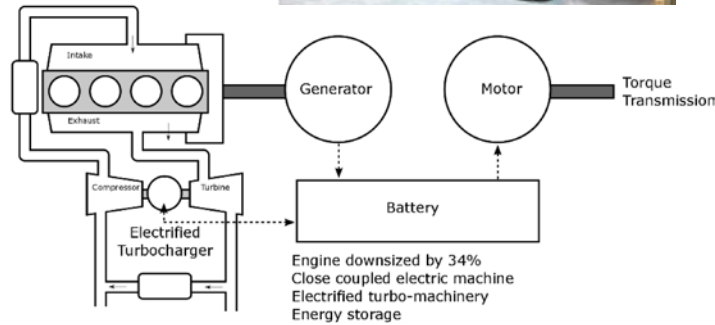 Intake
Exhaust
Generator
Motor
Torque
Transmission
Compressor
Turbine
Electrified
Turbocharger
Battery
Engine downsized by 34%
Close coupled electric machine
Electrified turbo-machinery
Energy storage